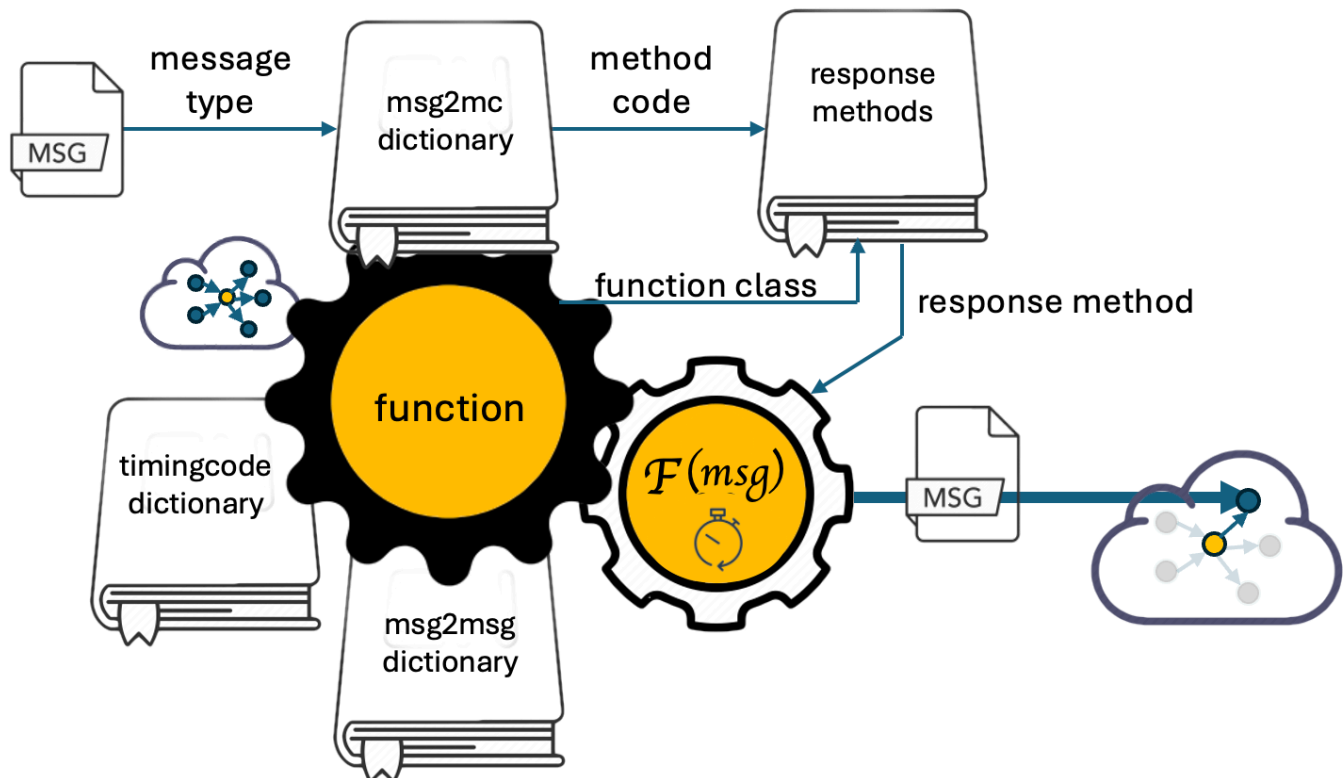 message
type
MSG
msg2mc
dictionary
method
code
response
methods
function class
response method
function
timingcode
dictionary
msg2msg
dictionary
F(msg)
MSG